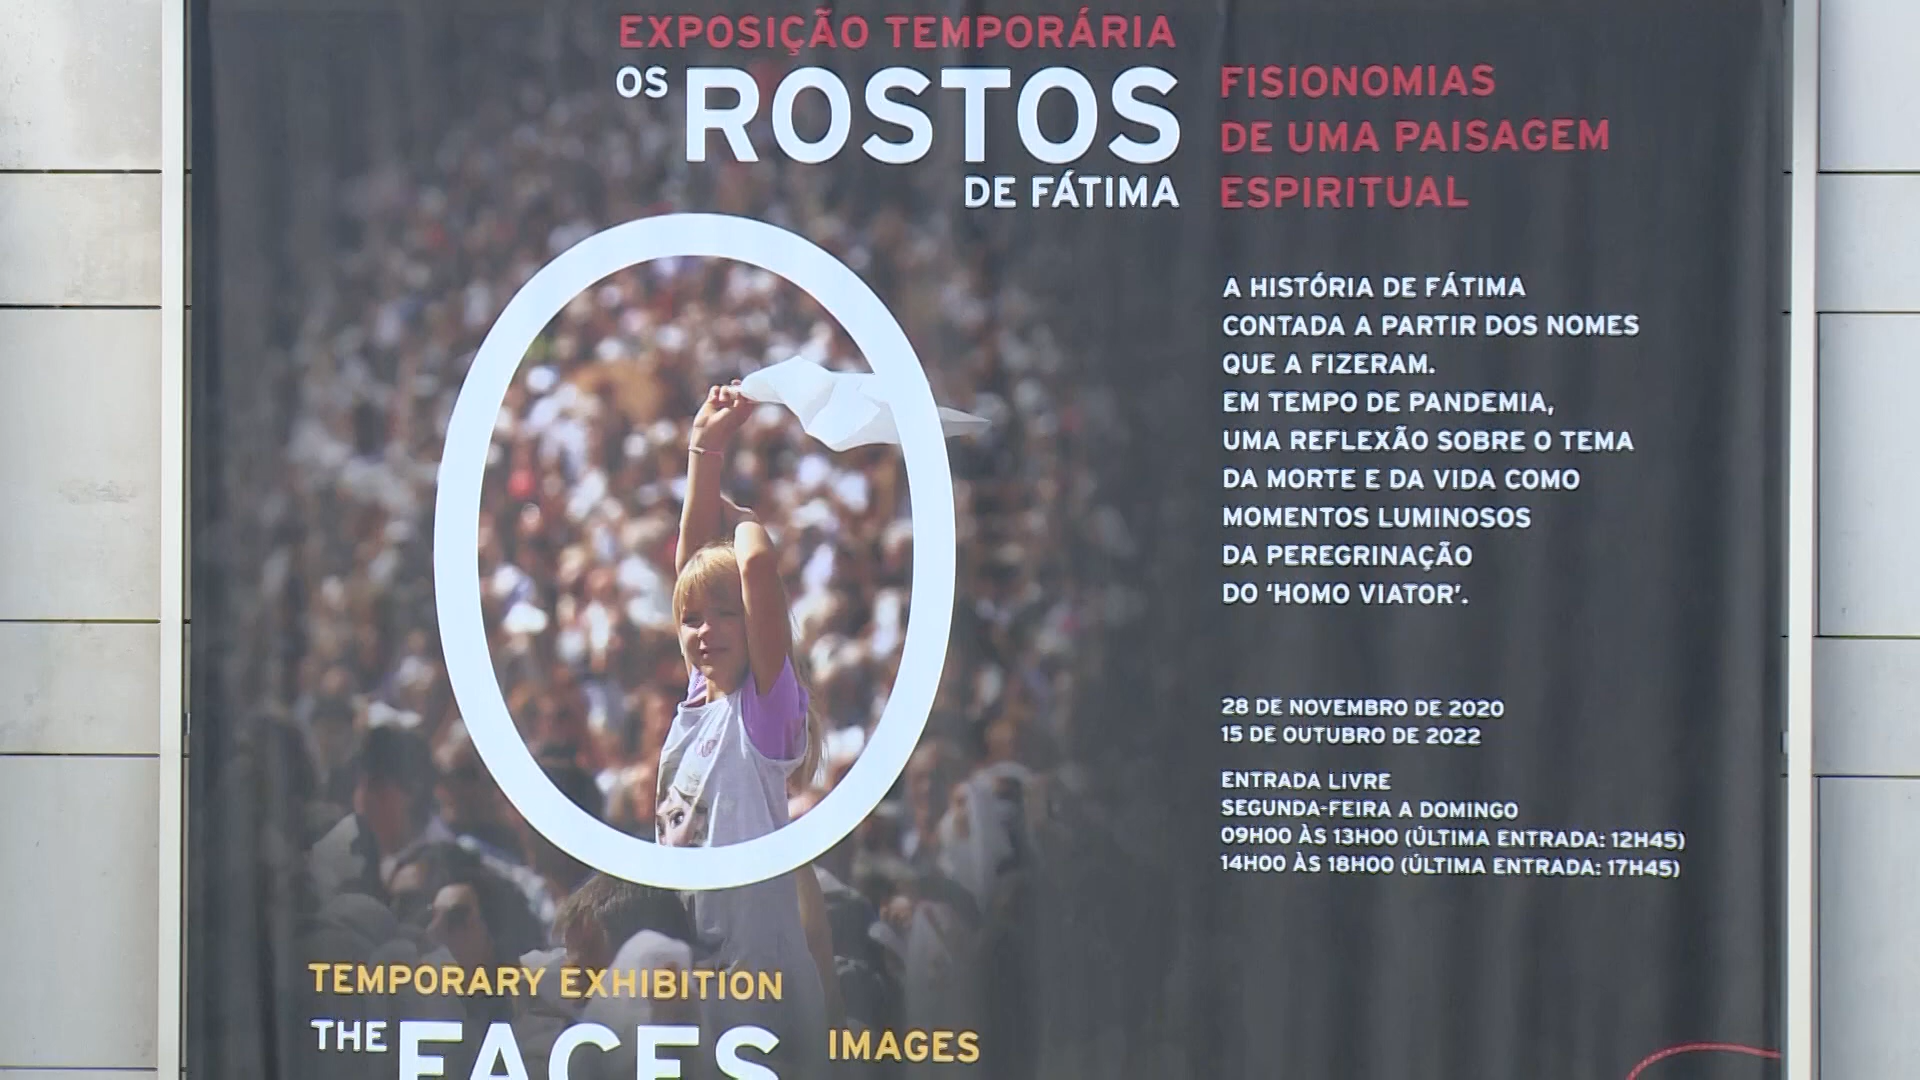 EXPOSIÇÃO TEMPORÁRIA
OS ROSTOS
DE FÁTIMA
FISIONOMIAS
DE UMA PAISAGEM
ESPIRITUAL
A HISTÓRIA DE FÁTIMA
CONTADA A PARTIR DOS NOMES
QUE A FIZERAM.
EM TEMPO DE PANDEMIA,
UMA REFLEXÃO SOBRE O TEMA
DA MORTE E DA VIDA COMO
MOMENTOS LUMINOSOS
DA PEREGRINAÇÃO
DO ‘HOMO VIATOR’.
28 DE NOVEMBRO DE 2020
15 DE OUTUBRO DE 2022
ENTRADA LIVRE
SEGUNDA-FEIRA A DOMINGO
09H00 ÀS 13H00 (ÚLTIMA ENTRADA: 12H45)
14H00 ÀS 18H00 (ÚLTIMA ENTRADA: 17H45)
TEMPORARY EXHIBITION
THE FACES
IMAGES